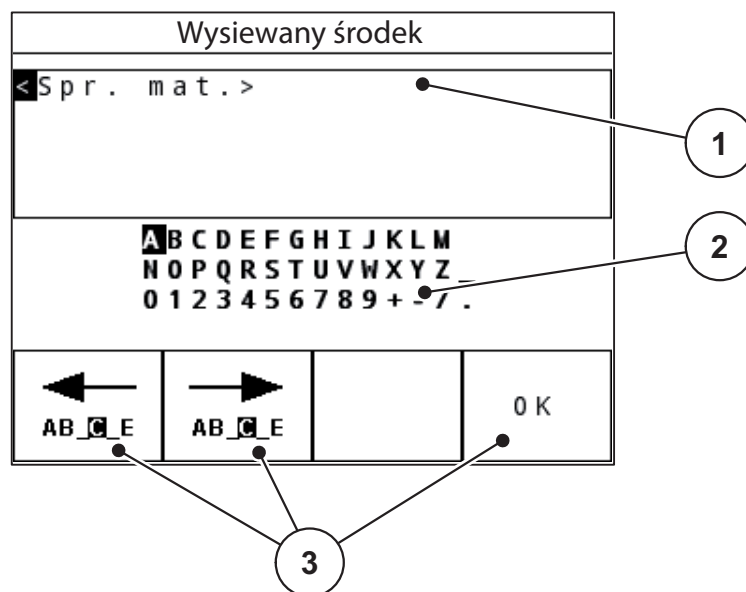 Wysiewany środek
<Spr. mat.>
1
ABCDEFGHIJKLM
NOPQRSTUVWXYZ_
0123456789+-/.
2
AB_C_E
AB_C_E
OK
3